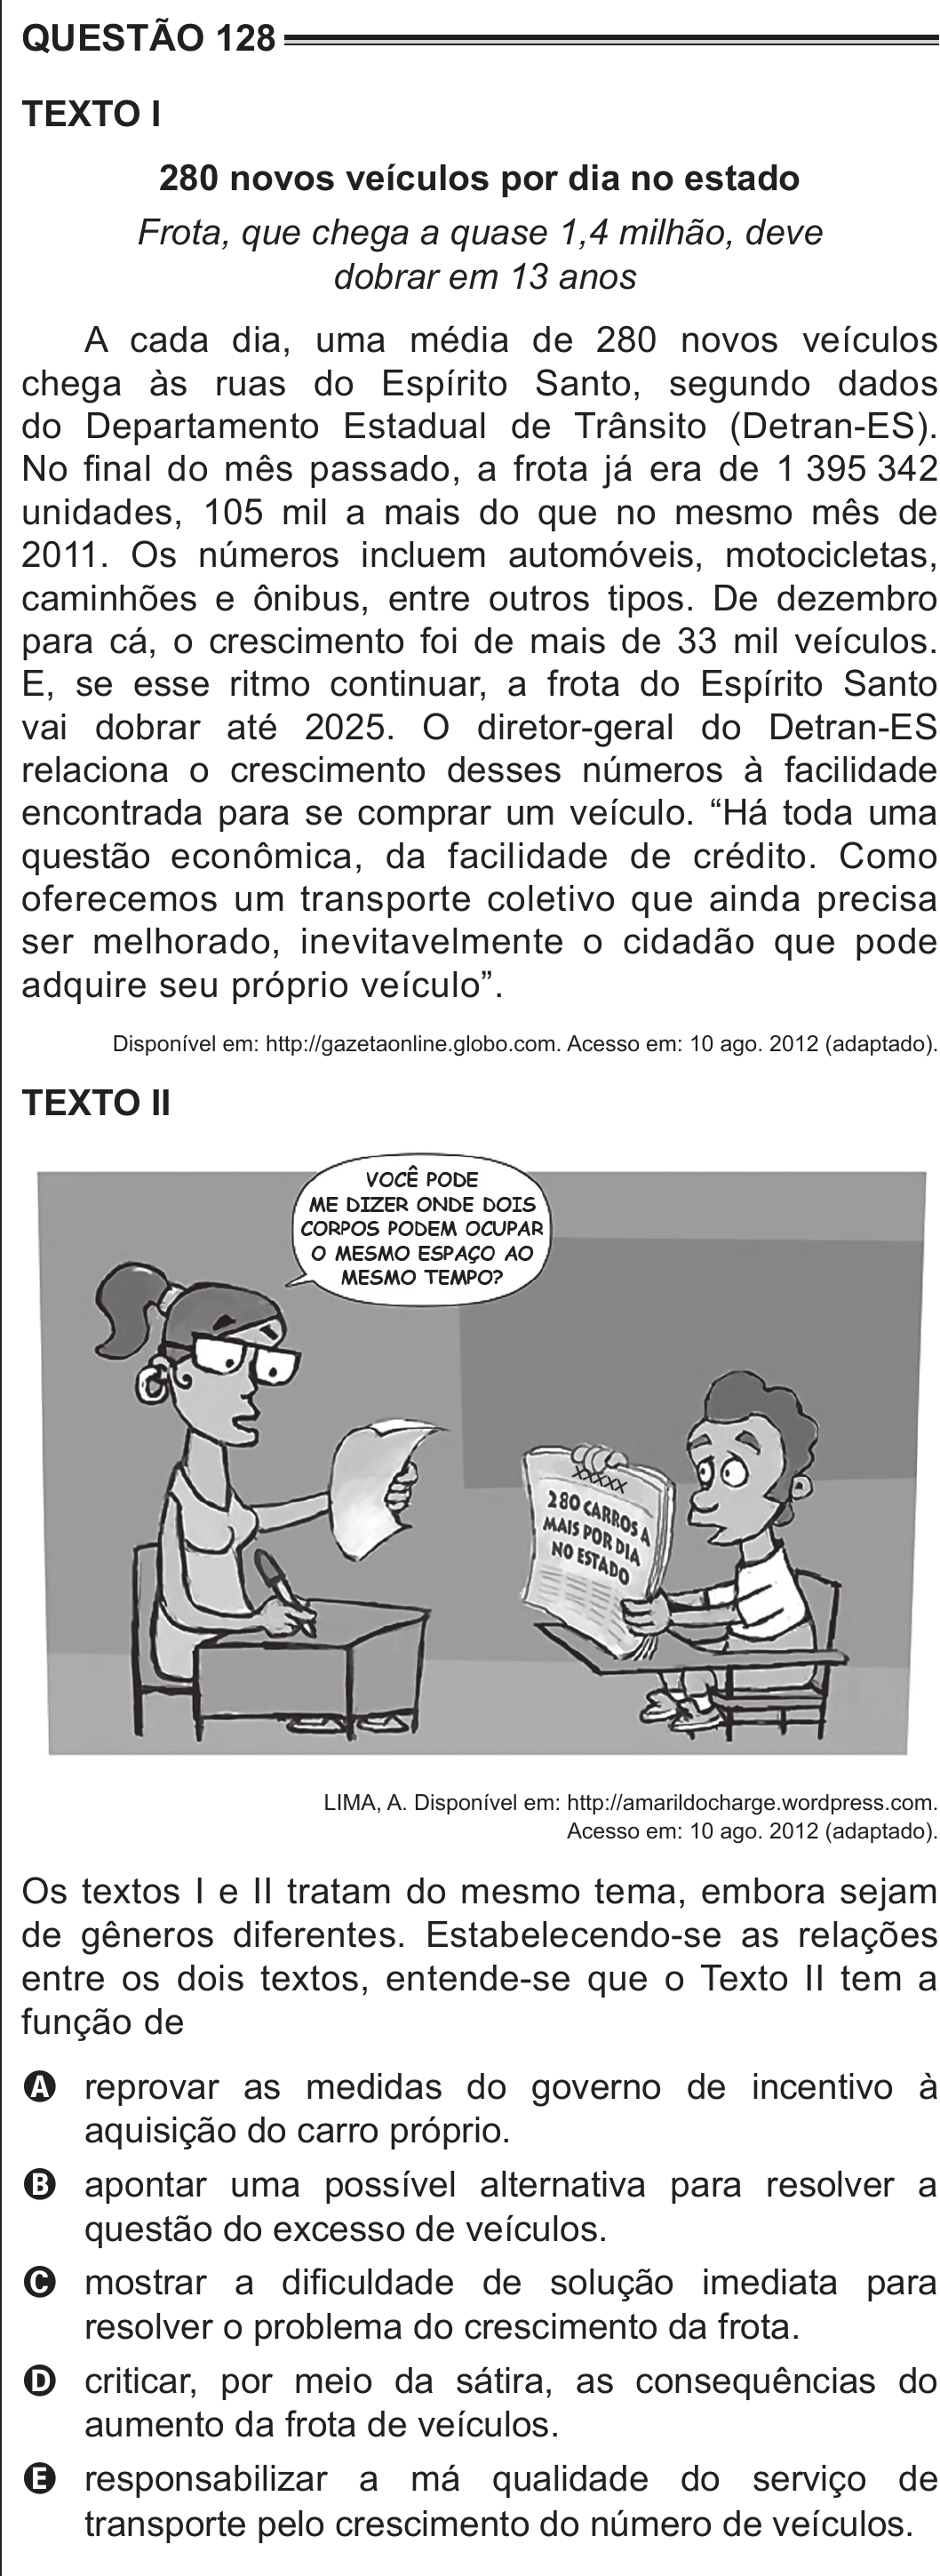 QUESTÃO 128
TEXTO I
280 novos veículos por dia no estado
Frota, que chega a quase 1,4 milhão, deve
dobrar em 13 anos
A cada dia, uma média de 280 novos veículos
chega às ruas do Espírito Santo, segundo dados
do Departamento Estadual de Trânsito (Detran-ES).
No final do mês passado, a frota já era de 1 395 342
unidades, 105 mil a mais do que no mesmo mês de
2011. Os números incluem automóveis, motocicletas,
caminhões e ônibus, entre outros tipos. De dezembro
para cá, o crescimento foi de mais de 33 mil veículos.
E, se esse ritmo continuar, a frota do Espírito Santo
vai dobrar até 2025. O diretor-geral do Detran-ES
relaciona o crescimento desses números à facilidade
encontrada para se comprar um veículo. “Há toda uma
questão econômica, da facilidade de crédito. Como
oferecemos um transporte coletivo que ainda precisa
ser melhorado, inevitavelmente o cidadão que pode
adquire seu próprio veículo”.
Disponível em: http://gazetaonline.globo.com. Acesso em: 10 ago. 2012 (adaptado).
TEXTO II
VOCÊ PODE
ME DIZER ONDE DOIS
CORPOS PODEM OCUPAR
O MESMO ESPAÇO AO
MESMO TEMPO?
XXXXX
280 CARROS A
MAIS POR DIA
NO ESTADO
LIMA, A. Disponível em: http://amarildocharge.wordpress.com.
Acesso em: 10 ago. 2012 (adaptado).
Os textos I e II tratam do mesmo tema, embora sejam
de gêneros diferentes. Estabelecendo-se as relações
entre os dois textos, entende-se que o Texto II tem a
função de
A reprovar as medidas do governo de incentivo à
aquisição do carro próprio.
B apontar uma possível alternativa para resolver a
questão do excesso de veículos.
C mostrar a dificuldade de solução imediata para
resolver o problema do crescimento da frota.
D criticar, por meio da sátira, as consequências do
aumento da frota de veículos.
E responsabilizar a má qualidade do serviço de
transporte pelo crescimento do número de veículos.